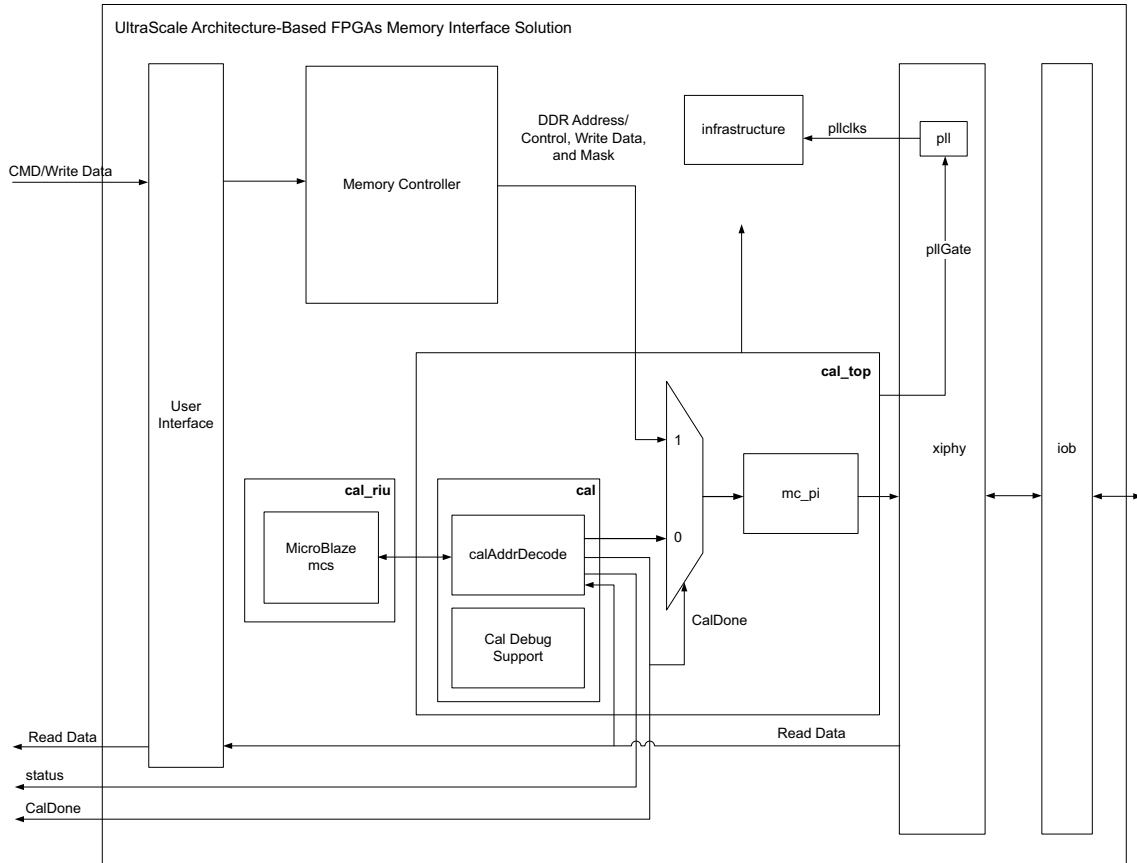 UltraScale Architecture-Based FPGAs Memory Interface Solution
CMD/Write Data
User
Interface
Memory Controller
DDR Address/
Control, Write Data,
and Mask
infrastructure
pllclks
pll
pllGate
cal_top
xiphy
iob
1
0
mc_pi
cal_riu
MicroBlaze
mcs
cal
calAddrDecode
Cal Debug
Support
CalDone
Read Data
Read Data
status
CalDone